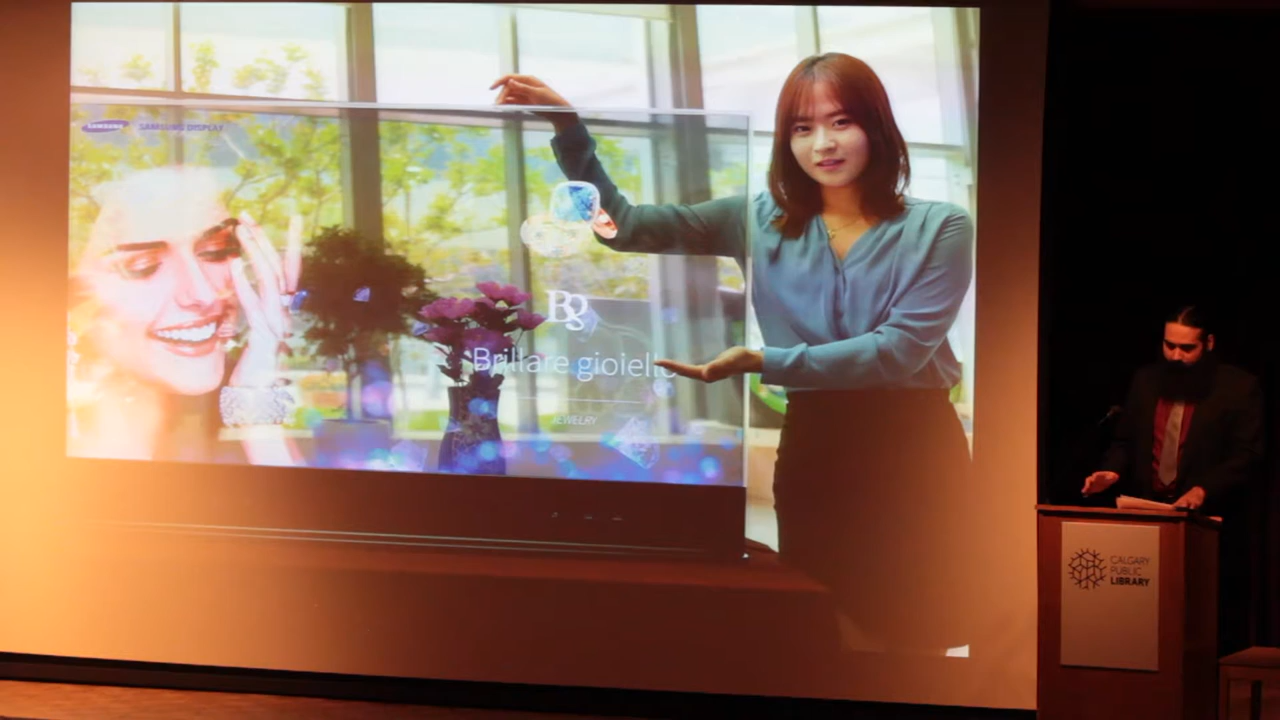 SAMSUNG SAMSUNG DISPLAY
Bg
Brillare gioiello
JEWELRY
CALGARY
PUBLIC
LIBRARY